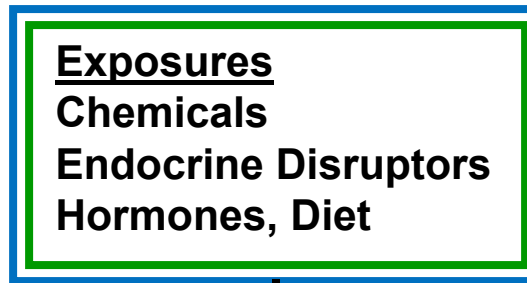 Exposures
Chemicals
Endocrine Disruptors
Hormones, Diet